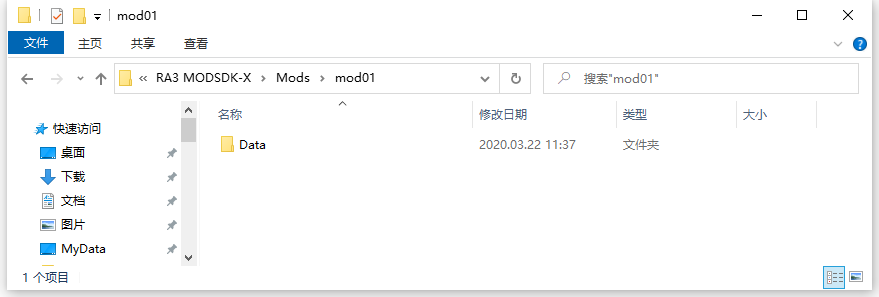 mod01
文件 主页 共享 查看
« RA3 MODSDK-X > Mods > mod01 搜索"mod01"
名称 修改日期 类型 大小
快速访问
Data 2020.03.22 11:37 文件夹
桌面
下载
文档
图片
MyData
1 个项目